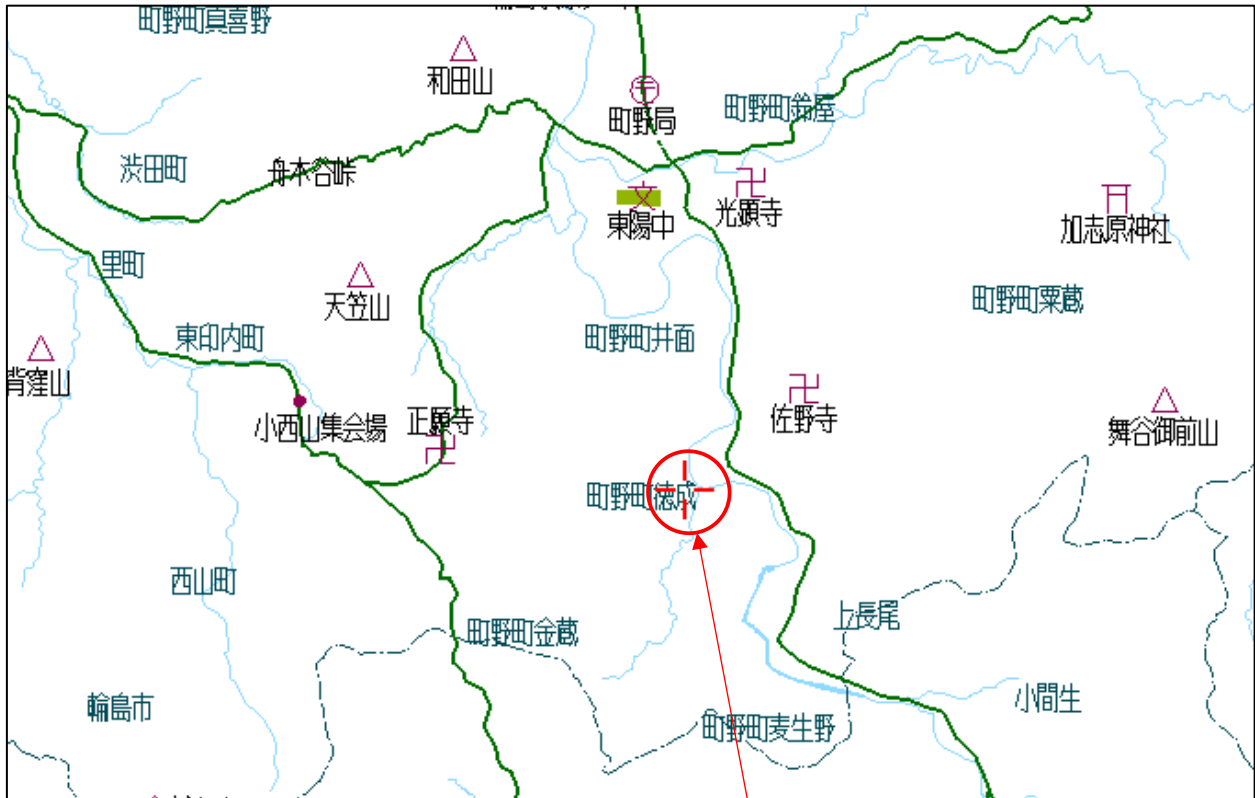 町野町真喜野
和田山
町野局
町野町鈴屋
渋田町
舟木谷峠
文
東陽中
光顕寺
加志原神社
里町
天笠山
町野町粟蔵
東印内町
町野町井面
背窪山
小西山集会場
正願寺
佐野寺
舞谷御前山
町野町徳成
西山町
町野町金蔵
上長尾
輪島市
町野町麦生野
小間生